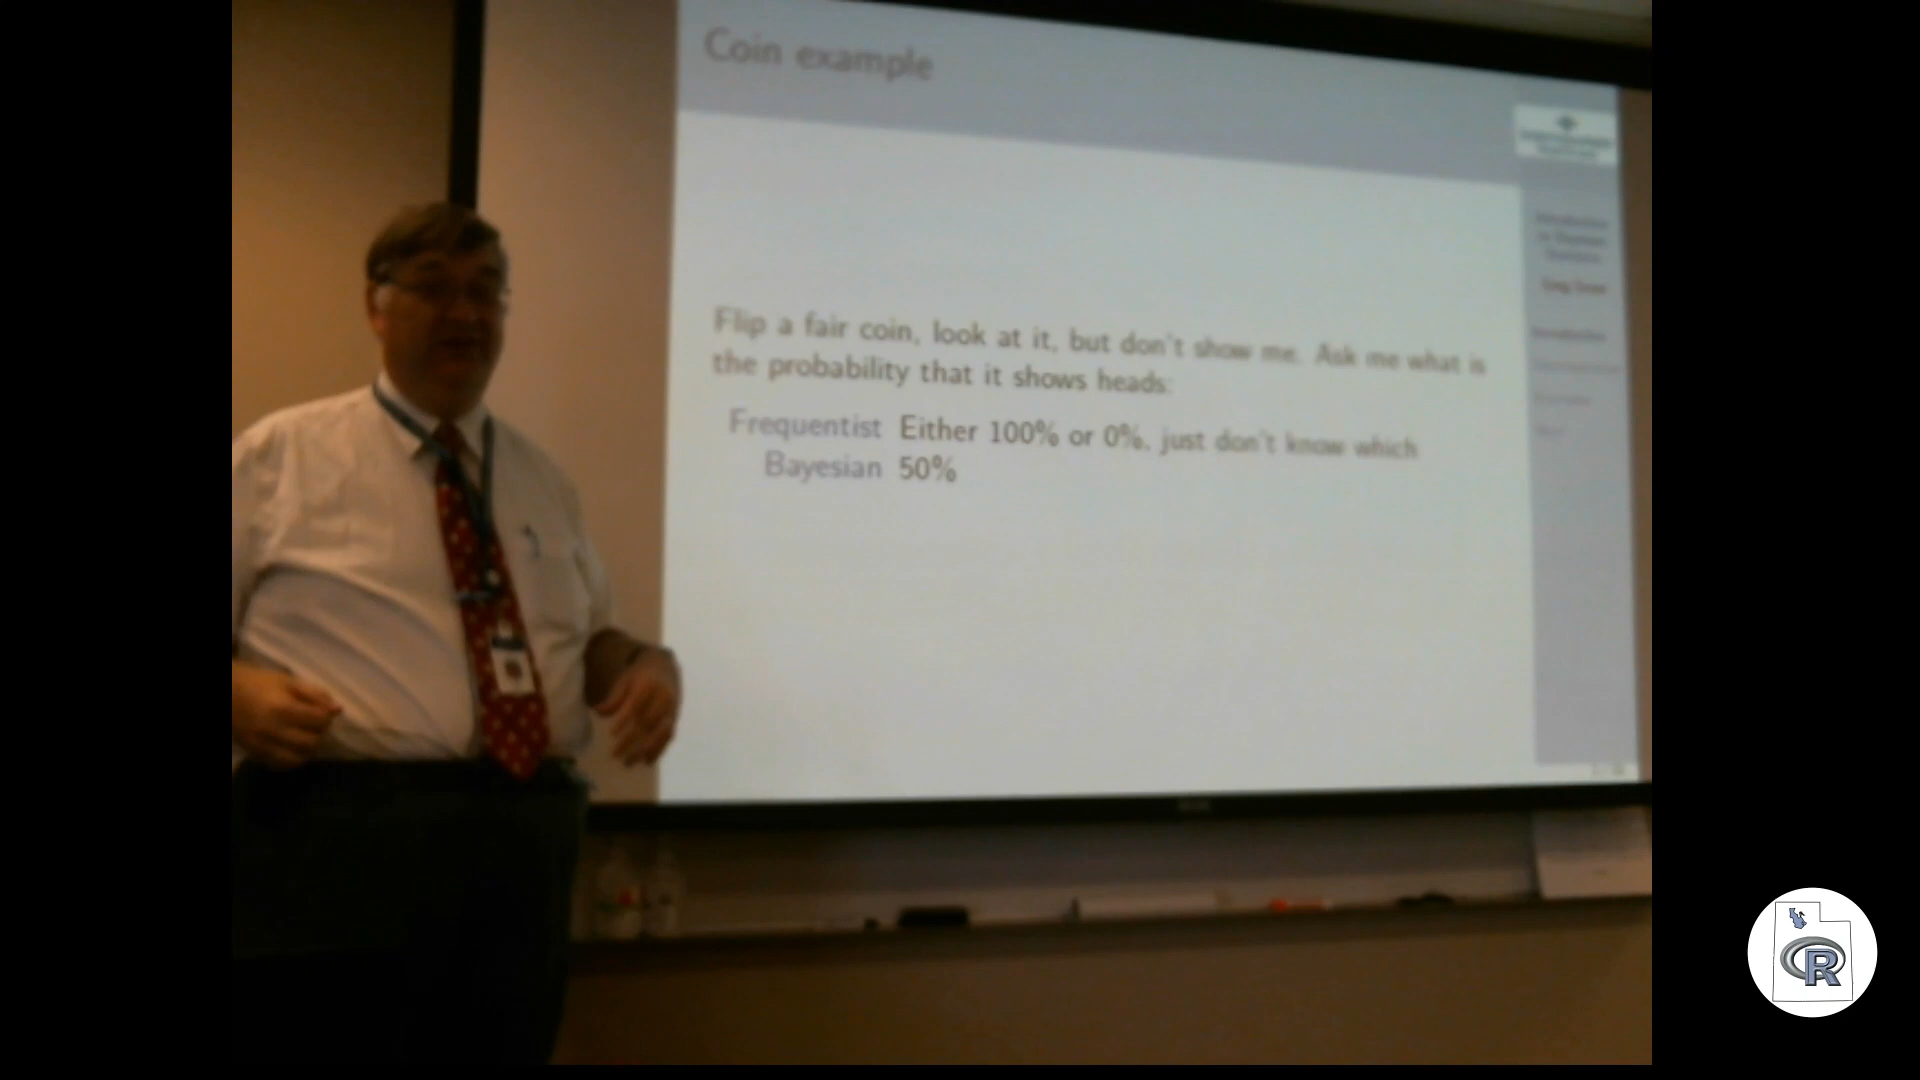 Coin example
Flip a fair coin, look at it, but don't show me. Ask me what is
the probability that it shows heads:
Frequentist Either 100% or 0%, just don't know which
Bayesian 50%
R